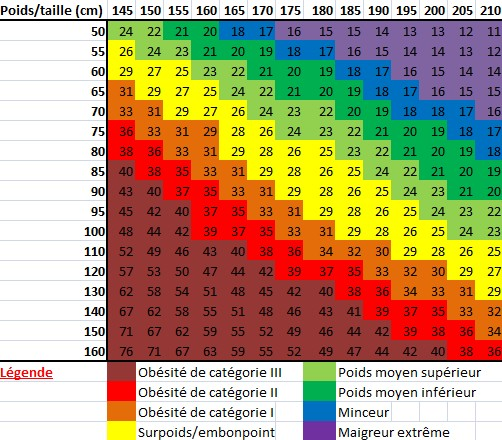 Poids/taille (cm) 145 150 155 160 165 170 175 180 185 190 195 200 205 210
50 24 22 21 20 18 17 16 15 15 14 13 13 12 11
55 26 24 23 21 20 19 18 17 16 15 14 14 13 12
60 29 27 25 23 22 21 20 19 18 17 16 15 14 14
65 31 29 27 25 24 22 21 20 19 18 17 16 15 15
70 33 31 29 27 26 24 23 22 20 19 18 18 17 16
75 36 33 31 29 28 26 24 23 22 21 20 19 18 17
80 38 36 33 31 29 28 26 25 23 22 21 20 19 18
85 40 38 35 33 31 29 28 26 25 24 22 21 20 19
90 43 40 37 35 33 31 29 28 26 25 24 23 21 20
95 45 42 40 37 35 33 31 29 28 26 25 24 23 22
100 48 44 42 39 37 35 33 31 29 28 26 25 24 23
110 52 49 46 43 40 38 36 34 32 30 29 28 26 25
120 57 53 50 47 44 42 39 37 35 33 32 30 29 27
130 62 58 54 51 48 45 42 40 38 36 34 33 31 29
140 67 62 58 55 51 48 46 43 41 39 37 35 33 32
150 71 67 62 59 55 52 49 46 44 42 39 38 36 34
160 76 71 67 63 59 55 52 49 47 44 42 40 38 36
Légende Obésité de catégorie III Poids moyen supérieur
Obésité de catégorie II Poids moyen inférieur
Obésité de catégorie I Minceur
Surpoids/embonpoint Maigreur extrême